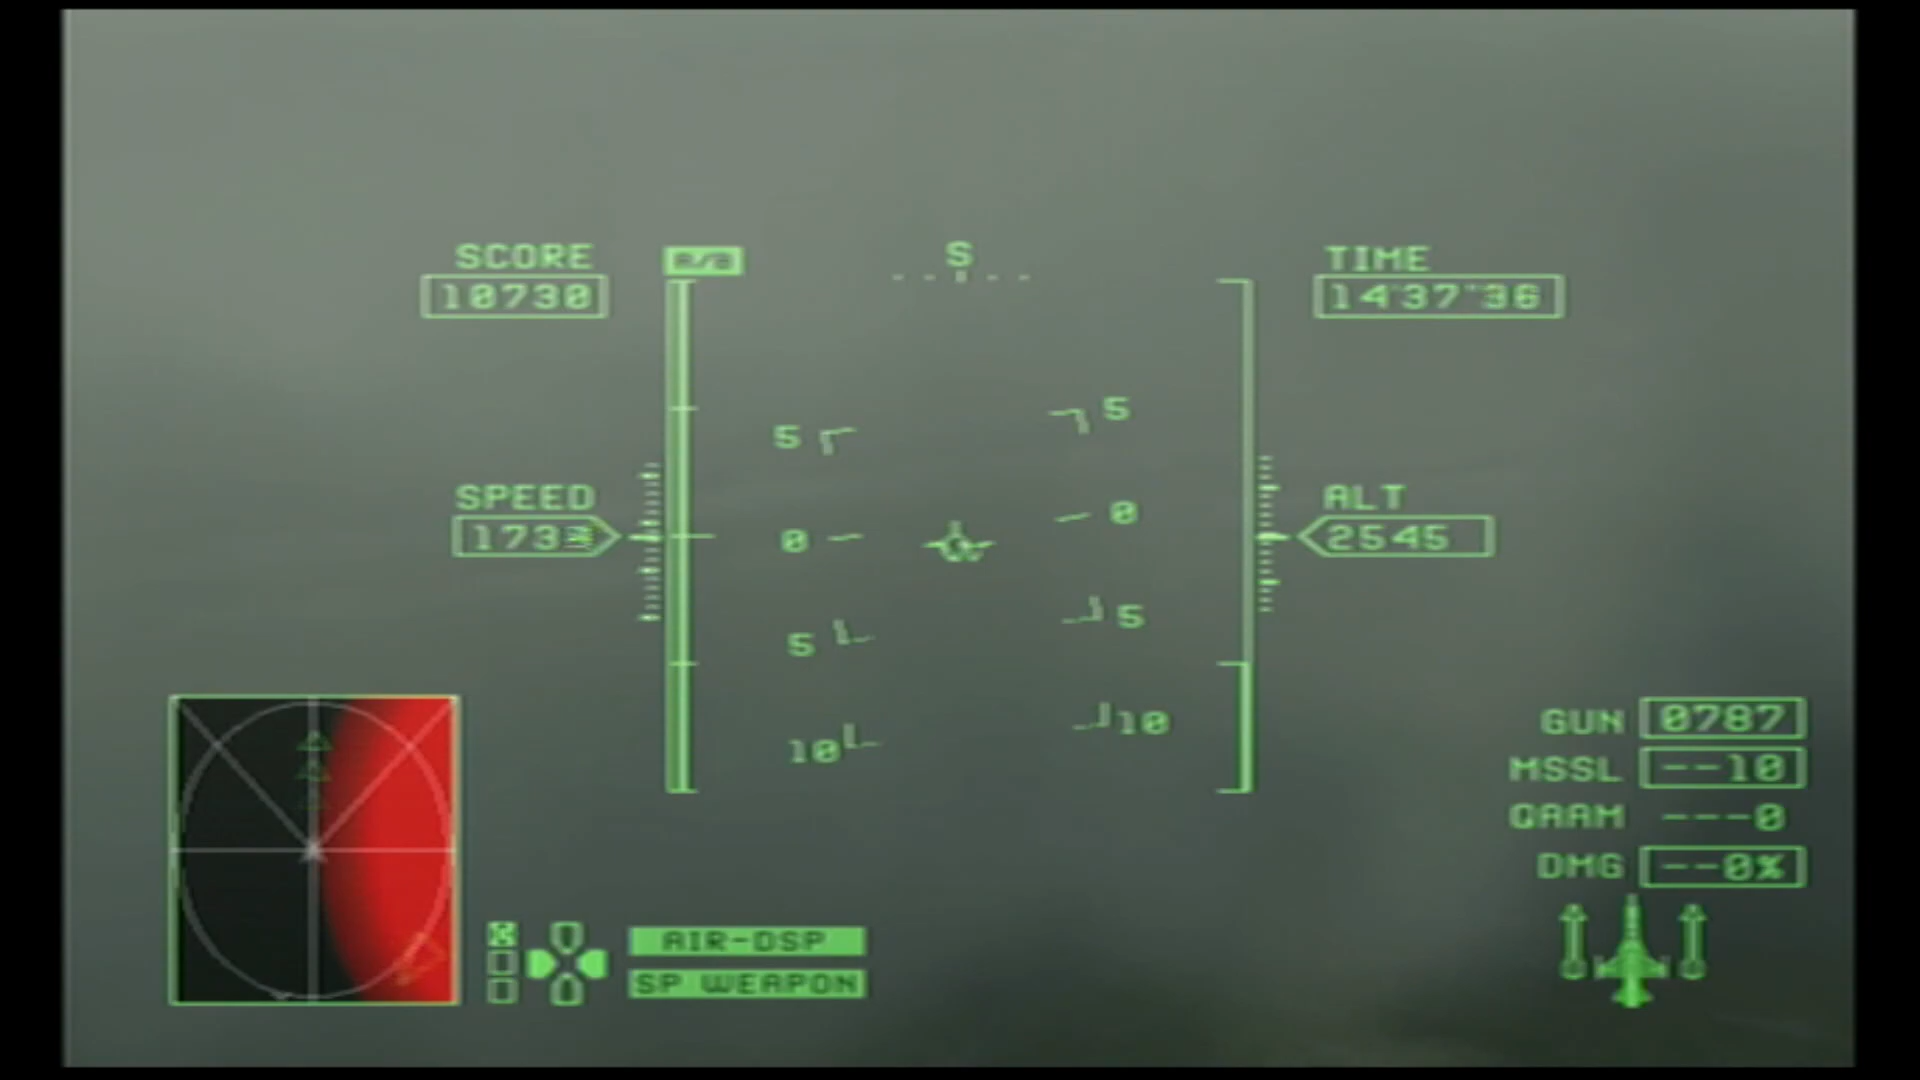 SCORE
10730
A/B
S
TIME
14'37"36
5
5
SPEED
ALT
2545
0
0
5
5
10
10
GUN 0787
MSSL --10
QAAM ---0
DMG --0%
AIR-DSP
SP WEAPON